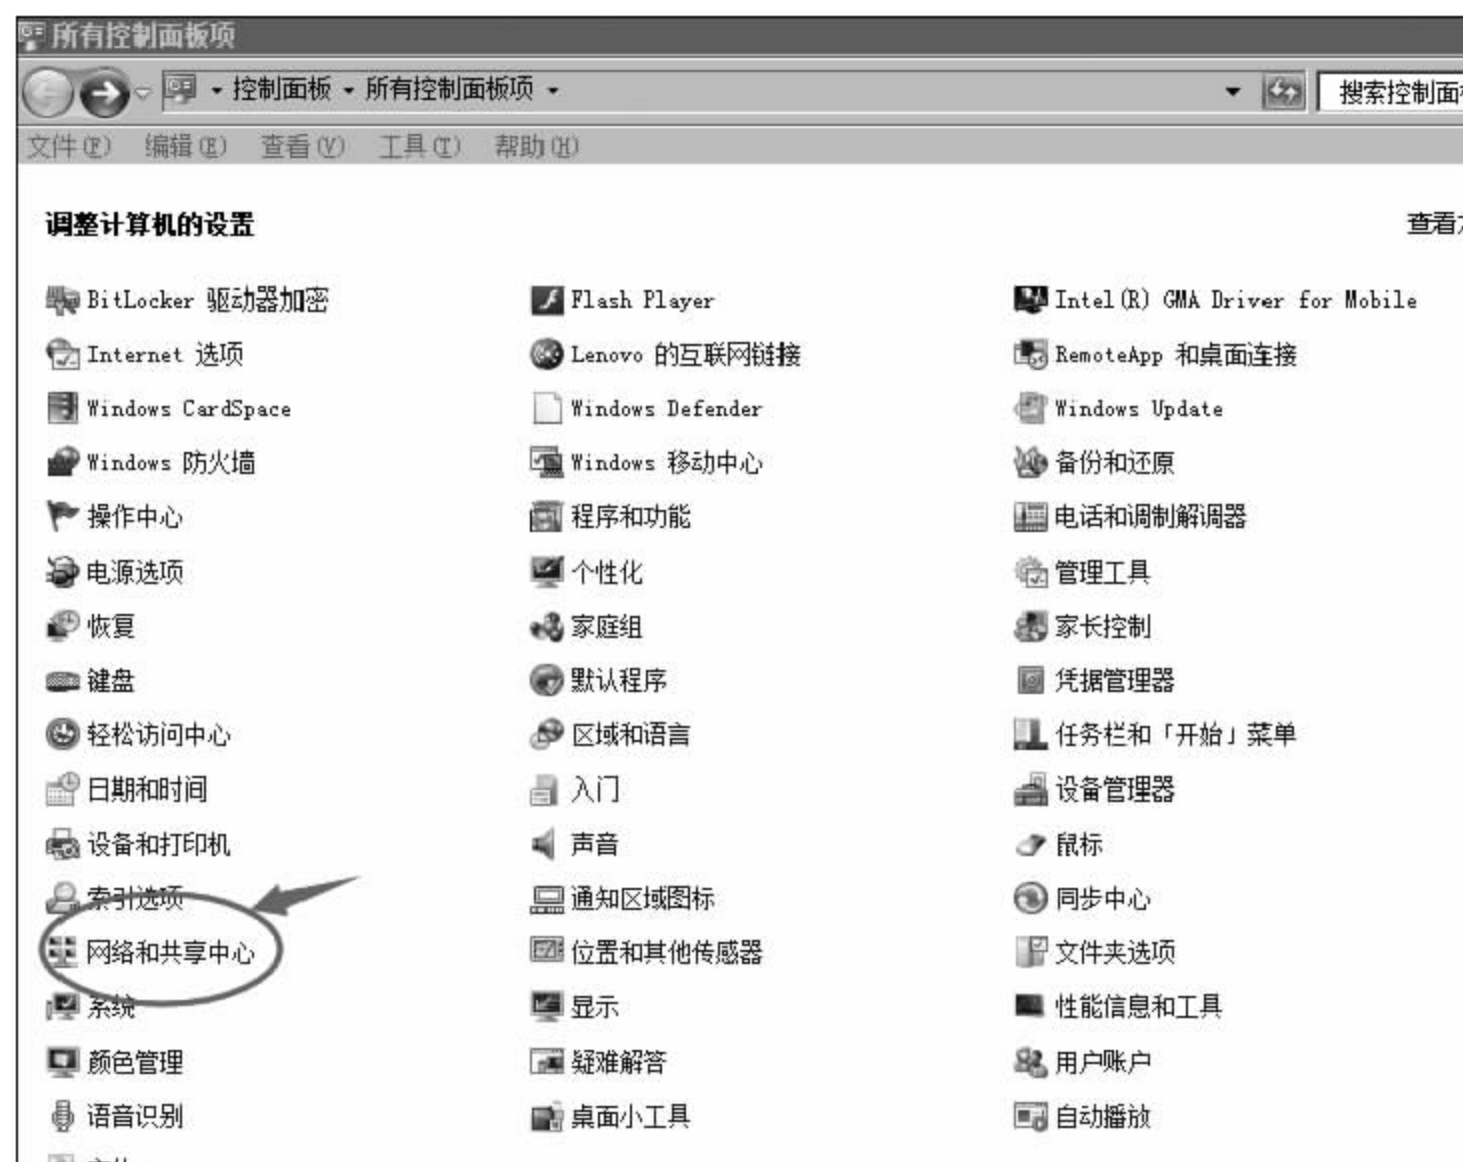 所有控制面板项
控制面板 所有控制面板项 搜索控制面
文件(F) 编辑(E) 查看(V) 工具(T) 帮助(H)
调整计算机的设置 查看
BitLocker 驱动器加密 Flash Player Intel(R) GMA Driver for Mobile
Internet 选项 Lenovo 的互联网链接 RemoteApp 和桌面连接
Windows CardSpace Windows Defender Windows Update
Windows 防火墙 Windows 移动中心 备份和还原
操作中心 程序和功能 电话和调制解调器
电源选项 个性化 管理工具
恢复 家庭组 家长控制
键盘 默认程序 凭据管理器
轻松访问中心 区域和语言 任务栏和「开始」菜单
日期和时间 入门 设备管理器
设备和打印机 声音 鼠标
索引选项 通知区域图标 同步中心
网络和共享中心 位置和其他传感器 文件夹选项
系统 显示 性能信息和工具
颜色管理 疑难解答 用户账户
语音识别 桌面小工具 自动播放